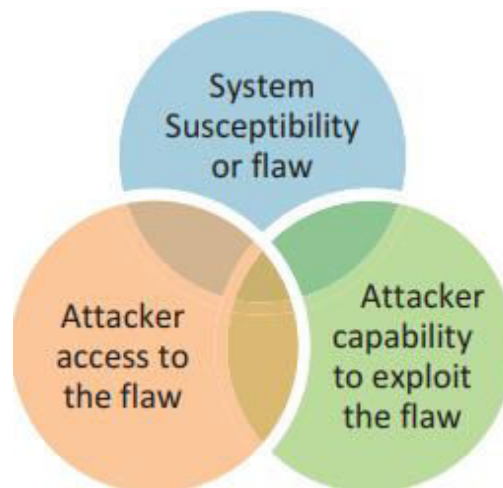 System
Susceptibility
or flaw
Attacker
access to
the flaw
Attacker
capability
to exploit
the flaw